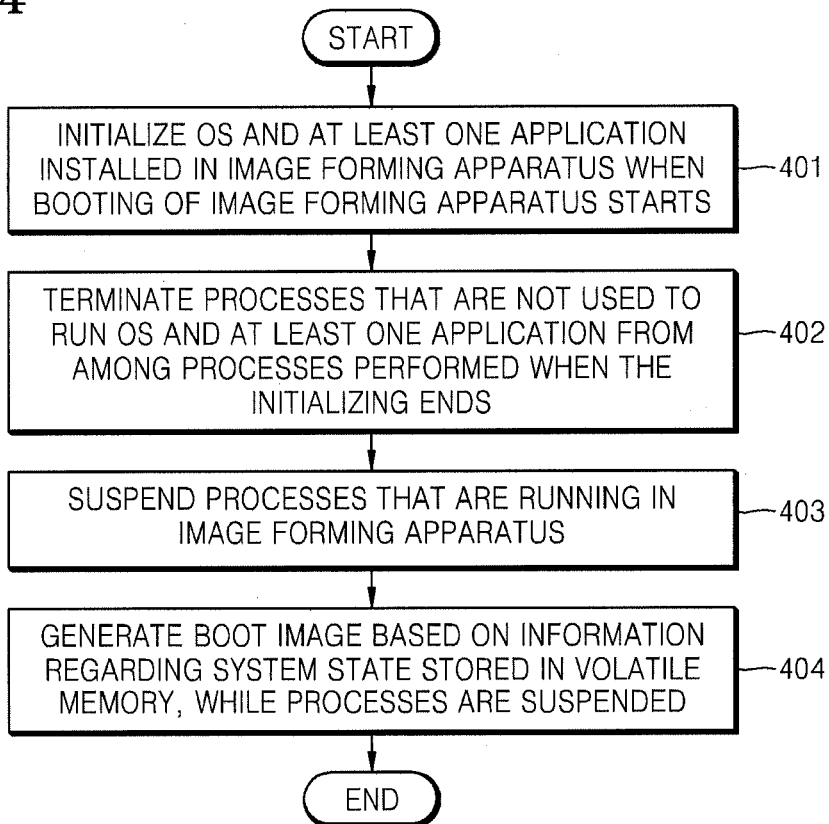 4
START
INITIALIZE OS AND AT LEAST ONE APPLICATION
INSTALLED IN IMAGE FORMING APPARATUS WHEN
BOOTING OF IMAGE FORMING APPARATUS STARTS
401
TERMINATE PROCESSES THAT ARE NOT USED TO
RUN OS AND AT LEAST ONE APPLICATION FROM
AMONG PROCESSES PERFORMED WHEN THE
INITIALIZING ENDS
402
SUSPEND PROCESSES THAT ARE RUNNING IN
IMAGE FORMING APPARATUS
403
GENERATE BOOT IMAGE BASED ON INFORMATION
REGARDING SYSTEM STATE STORED IN VOLATILE
MEMORY, WHILE PROCESSES ARE SUSPENDED
404
END